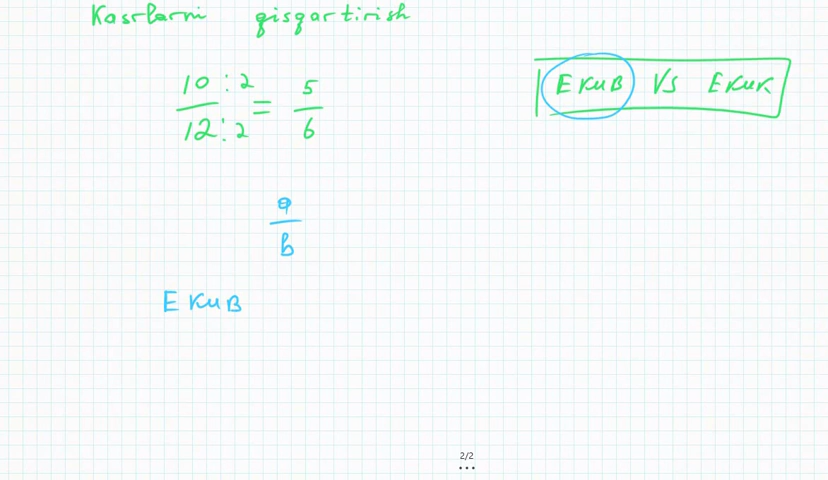 Kasrlarni qisqartirish
EKUB VS EKUK
10 : 2 / 12 : 2 = 5 / 6
a / b
EKUB
2/2